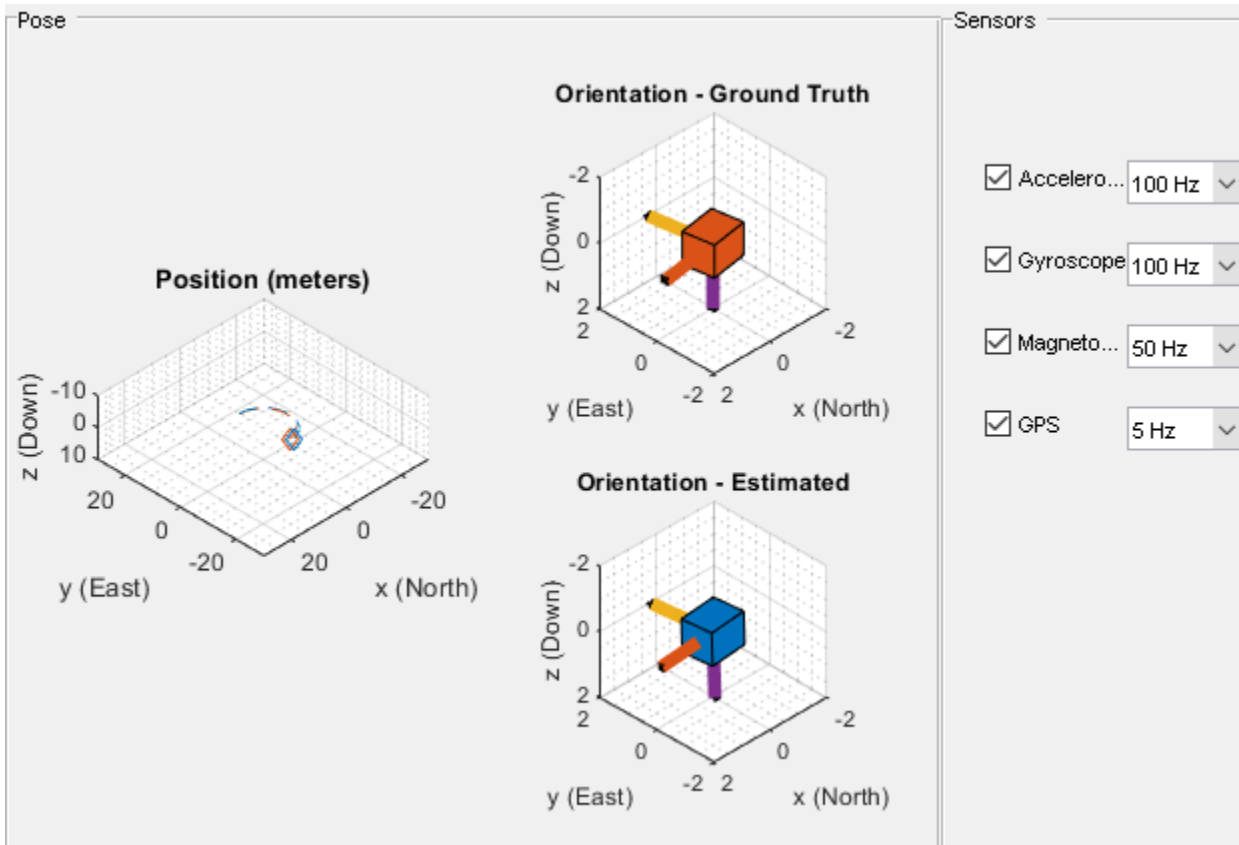 Pose
Position (meters)
-10
0
10
z (Down)
20
0
-20
y (East)
20
0
-20
x (North)
Orientation - Ground Truth
-2
0
2
z (Down)
2
0
-2
y (East)
2
0
-2
x (North)
Orientation - Estimated
-2
0
2
z (Down)
2
0
-2
y (East)
2
0
-2
x (North)
Sensors
Accelero... 100 Hz
Gyroscope 100 Hz
Magneto... 50 Hz
GPS 5 Hz